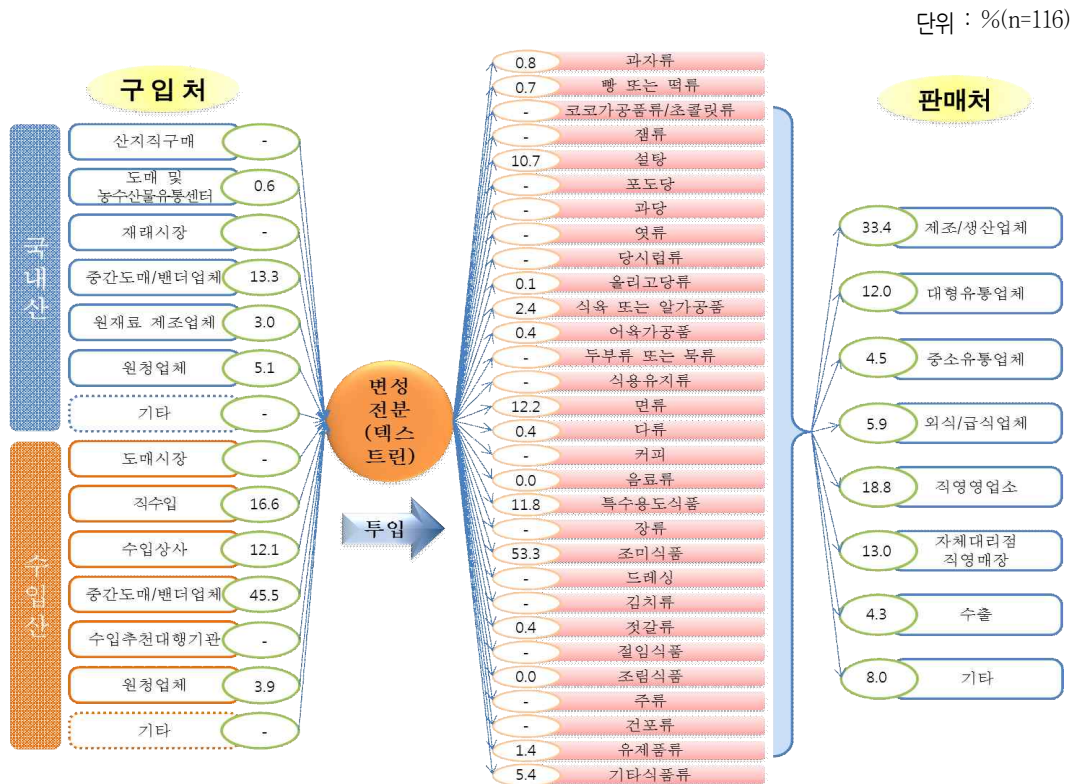 단위 : %(n=116)
구입처
국내산
산지직구매 -
도매 및
농수산물유통센터 0.6
재래시장 -
중간도매/밴더업체 13.3
원재료 제조업체 3.0
원청업체 5.1
기타 -
수입산
도매시장 -
직수입 16.6
수입상사 12.1
중간도매/밴더업체 45.5
수입추천대행기관 -
원청업체 3.9
기타 -
변성
전분
(덱스
트린)
투입
0.8 과자류
0.7 빵 또는 떡류
- 코코가공품류/초콜릿류
- 잼류
10.7 설탕
- 포도당
- 과당
- 엿류
- 당시럽류
0.1 올리고당류
2.4 식육 또는 알가공품
0.4 어육가공품
- 두부류 또는 묵류
- 식용유지류
12.2 면류
0.4 다류
- 커피
0.0 음료류
11.8 특수용도식품
- 장류
53.3 조미식품
- 드레싱
- 김치류
0.4 젓갈류
- 절임식품
0.0 조림식품
- 주류
- 건포류
1.4 유제품류
5.4 기타식품류
판매처
33.4 제조/생산업체
12.0 대형유통업체
4.5 중소유통업체
5.9 외식/급식업체
18.8 직영영업소
13.0 자체대리점
직영매장
4.3 수출
8.0 기타